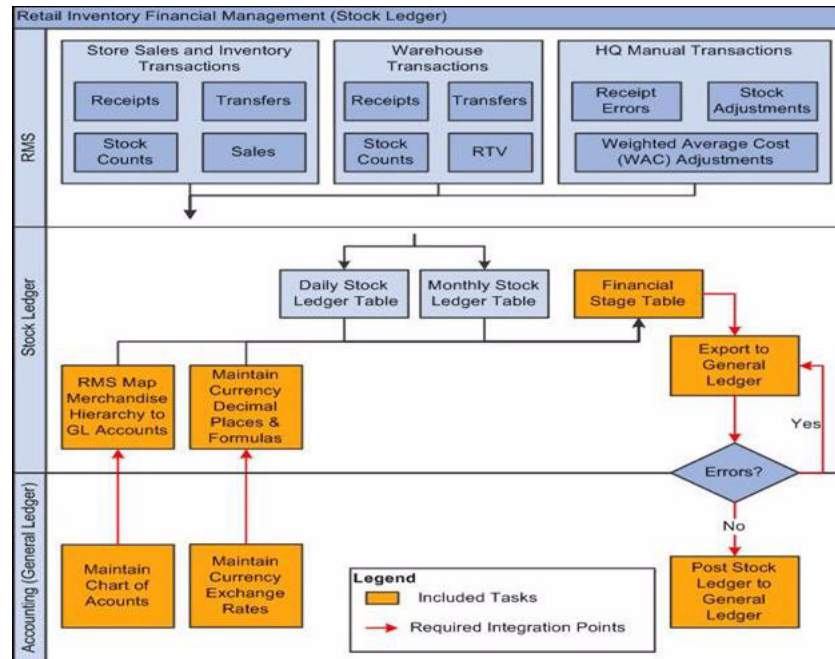 Retail Inventory Financial Management (Stock Ledger)
RMS
Store Sales and Inventory
Transactions
Receipts
Transfers
Stock
Counts
Sales
Warehouse
Transactions
Receipts
Transfers
Stock
Counts
RTV
HQ Manual Transactions
Receipt
Errors
Stock
Adjustments
Weighted Average Cost
(WAC) Adjustments
Stock Ledger
Daily Stock
Ledger Table
Monthly Stock
Ledger Table
Financial
Stage Table
RMS Map
Merchandise
Hierarchy to
GL Accounts
Maintain
Currency
Decimal
Places &
Formulas
Export to
General
Ledger
Yes
Errors?
No
Accounting (General Ledger)
Maintain
Chart of
Acounts
Maintain
Currency
Exchange
Rates
Legend
Included Tasks
Required Integration Points
Post Stock
Ledger to
General
Ledger